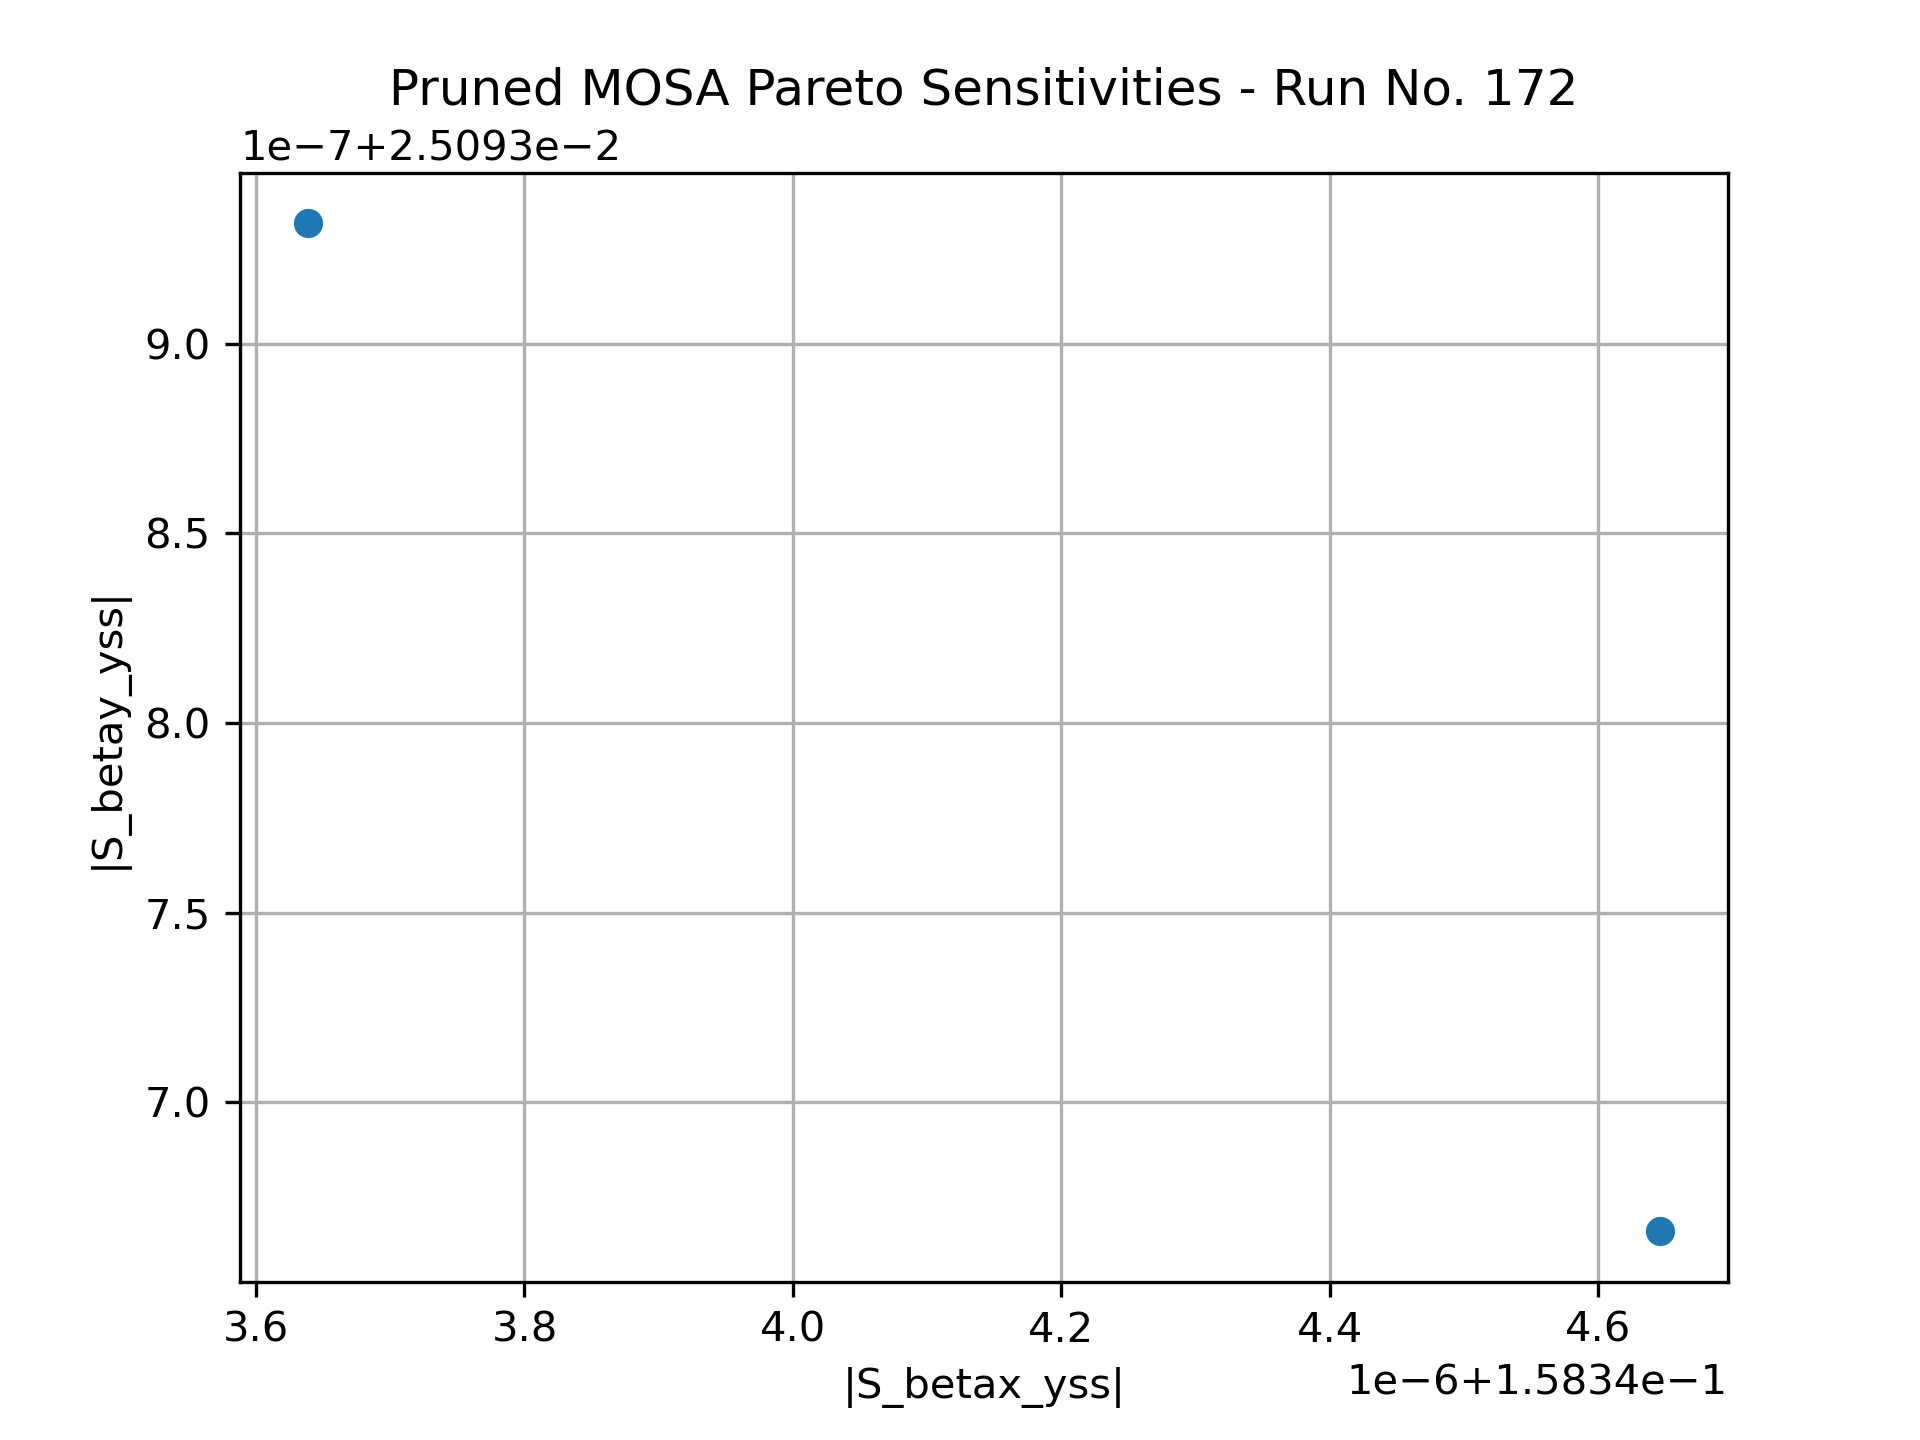 Pruned MOSA Pareto Sensitivities - Run No. 172
1e−7+2.5093e−2
9.0
8.5
8.0
7.5
7.0
|S_betay_yss|
3.6 3.8 4.0 4.2 4.4 4.6
|S_betax_yss|
1e−6+1.5834e−1